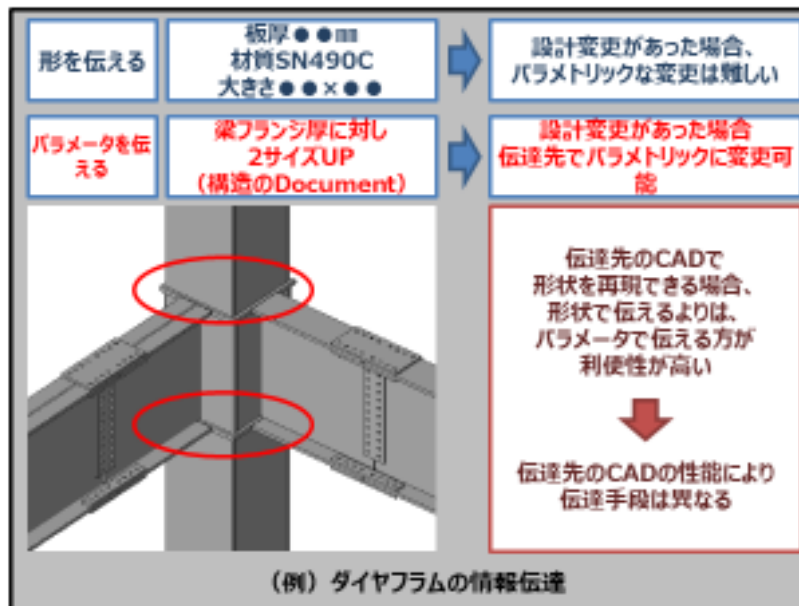 形を伝える
板厚●●㎜
材質SN490C
大きさ●●×●●
設計変更があった場合、
パラメトリックな変更は難しい
パラメータを伝
える
梁フランジ厚に対し
2サイズUP
（構造のDocument）
設計変更があった場合
伝達先でパラメトリックに変更可
能
伝達先のCADで
形状を再現できる場合、
形状で伝えるよりは、
パラメータで伝える方が
利便性が高い
伝達先のCADの性能により
伝達手段は異なる
（例）ダイヤフラムの情報伝達